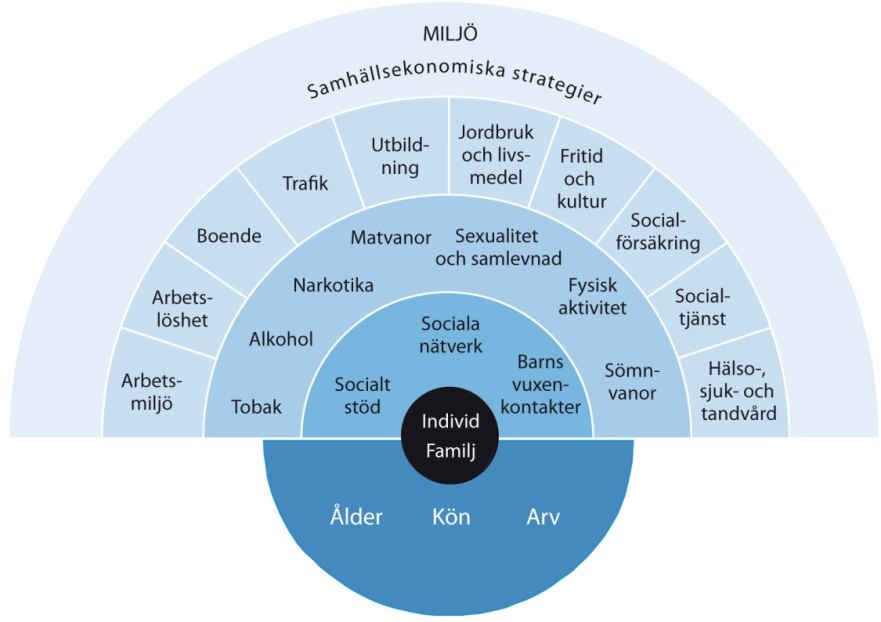 MILJÖ
Samhällsekonomiska strategier
Arbets-
miljö
Arbets-
löshet
Boende
Trafik
Utbild-
ning
Jordbruk
och livs-
medel
Fritid
och
kultur
Social-
försäkring
Social-
tjänst
Hälso-,
sjuk- och
tandvård
Tobak
Alkohol
Narkotika
Matvanor
Sexualitet
och samlevnad
Fysisk
aktivitet
Sömn-
vanor
Socialt
stöd
Sociala
nätverk
Barns
vuxen-
kontakter
Individ
Familj
Ålder
Kön
Arv